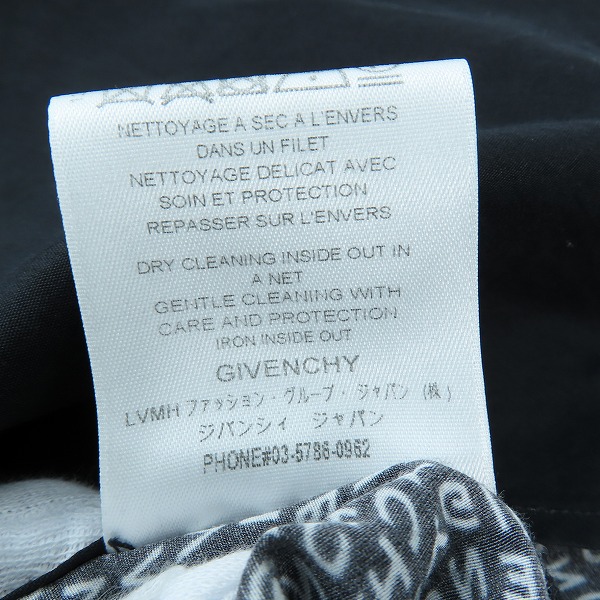 NETTOYAGE A SEC A L'ENVERS
DANS UN FILET
NETTOYAGE DELICAT AVEC
SOIN ET PROTECTION
REPASSER SUR L'ENVERS
DRY CLEANING INSIDE OUT IN
A NET
GENTLE CLEANING WITH
CARE AND PROTECTION
IRON INSIDE OUT
GIVENCHY
LVMH ファッション・グループ・ジャパン (株)
ジバンシィ ジャパン
PHONE#03-5786-0962